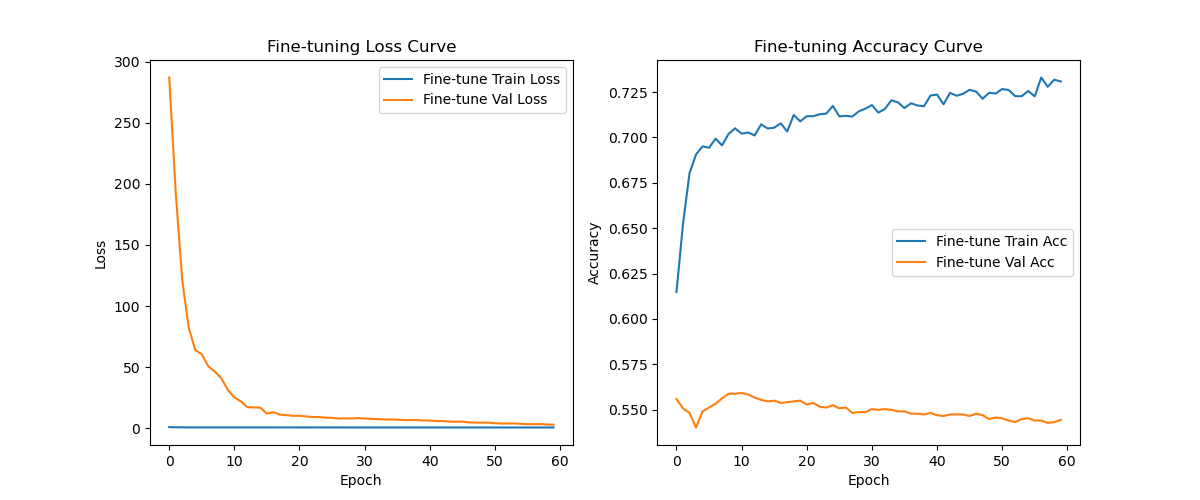 Fine-tuning Loss Curve
Fine-tuning Accuracy Curve
300
250
200
150
100
50
0
Loss
Fine-tune Train Loss
Fine-tune Val Loss
0 10 20 30 40 50 60
Epoch
0.725
0.700
0.675
0.650
0.625
0.600
0.575
0.550
Accuracy
Fine-tune Train Acc
Fine-tune Val Acc
0 10 20 30 40 50 60
Epoch